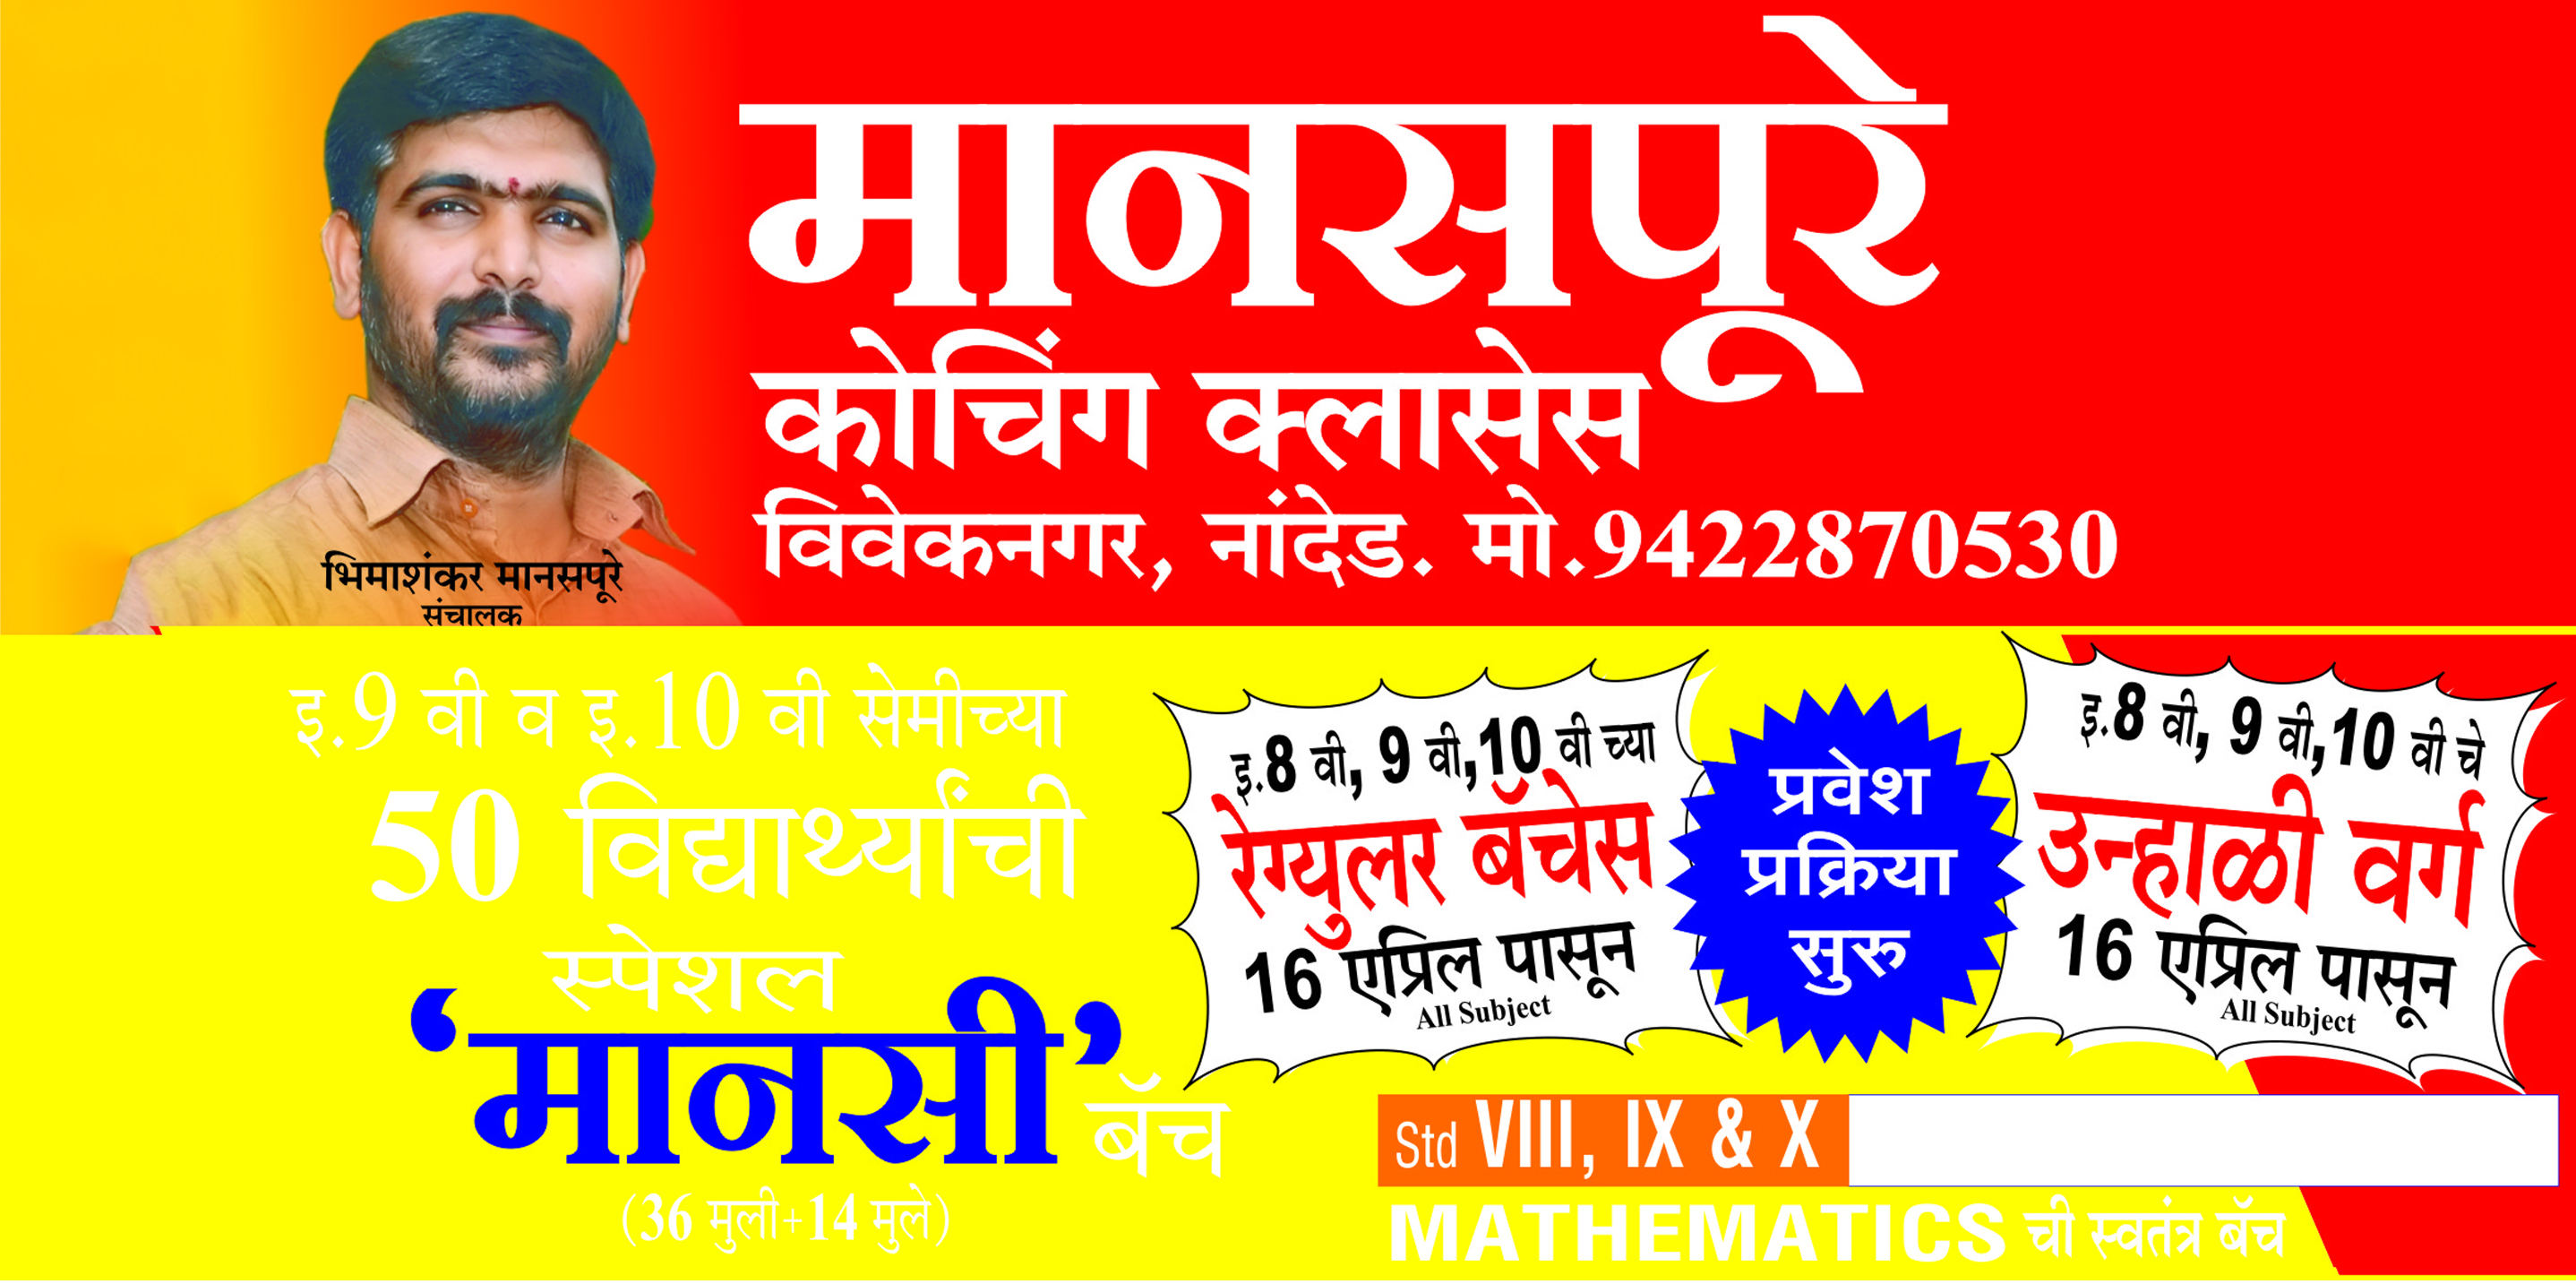 मानसपूरे
कोचिंग क्लासेस
विवेकनगर, नांदेड. मो.9422870530
भिमाशंकर मानसपूरे
संचालक
इ.9 वी व इ.10 वी सेमीच्या
50 विद्यार्थ्यांची
स्पेशल
‘मानसी’
बॅच
(36 मुली+14 मुले)
इ.8 वी, 9 वी,10 वी च्या
रेग्युलर बॅचेस
16 एप्रिल पासून
All Subject
प्रवेश
प्रक्रिया
सुरु
इ.8 वी, 9 वी,10 वी चे
उन्हाळी वर्ग
16 एप्रिल पासून
All Subject
Std VIII, IX & X
MATHEMATICS ची स्वतंत्र बॅच